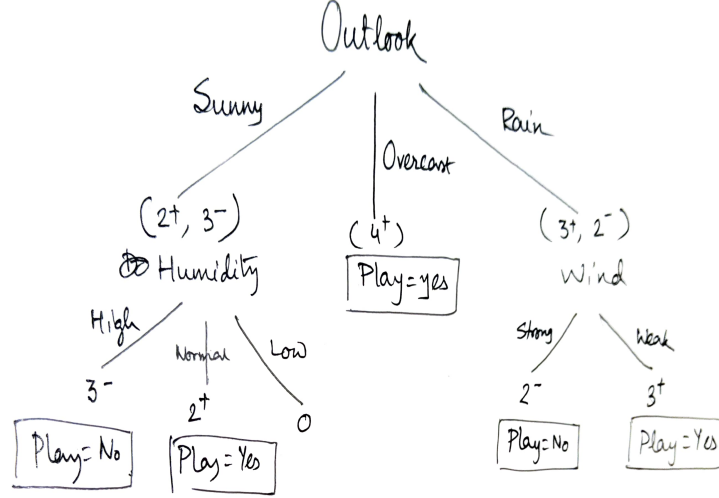 Outlook
Sunny
Overcast
Rain
(2+, 3-)
(4+)
(3+, 2-)
Humidity
Play=yes
Wind
High
Normal
Low
Strong
Weak
3-
2+
0
2-
3+
Play=No
Play=Yes
Play=No
Play=Yes